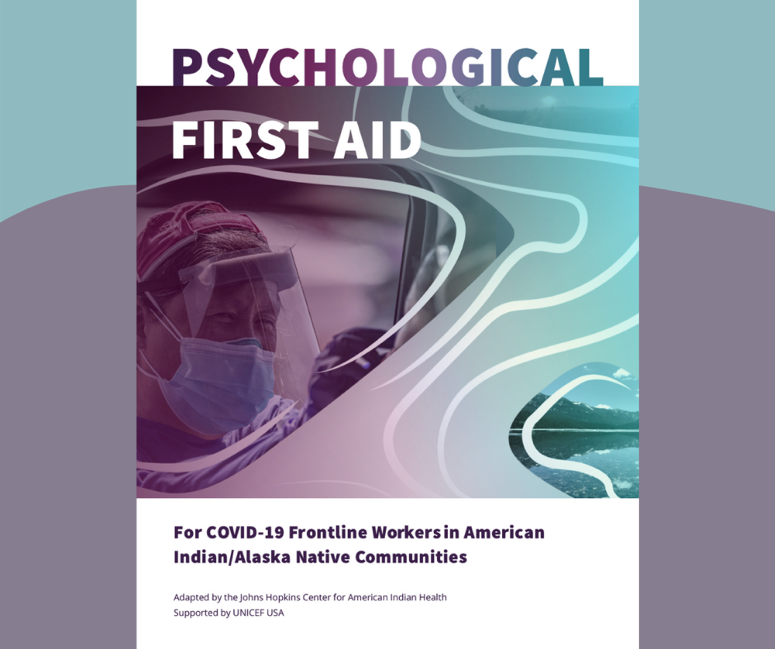 PSYCHOLOGICAL
FIRST AID
For COVID-19 Frontline Workers in American
Indian/Alaska Native Communities
Adapted by the Johns Hopkins Center for American Indian Health
Supported by UNICEF USA